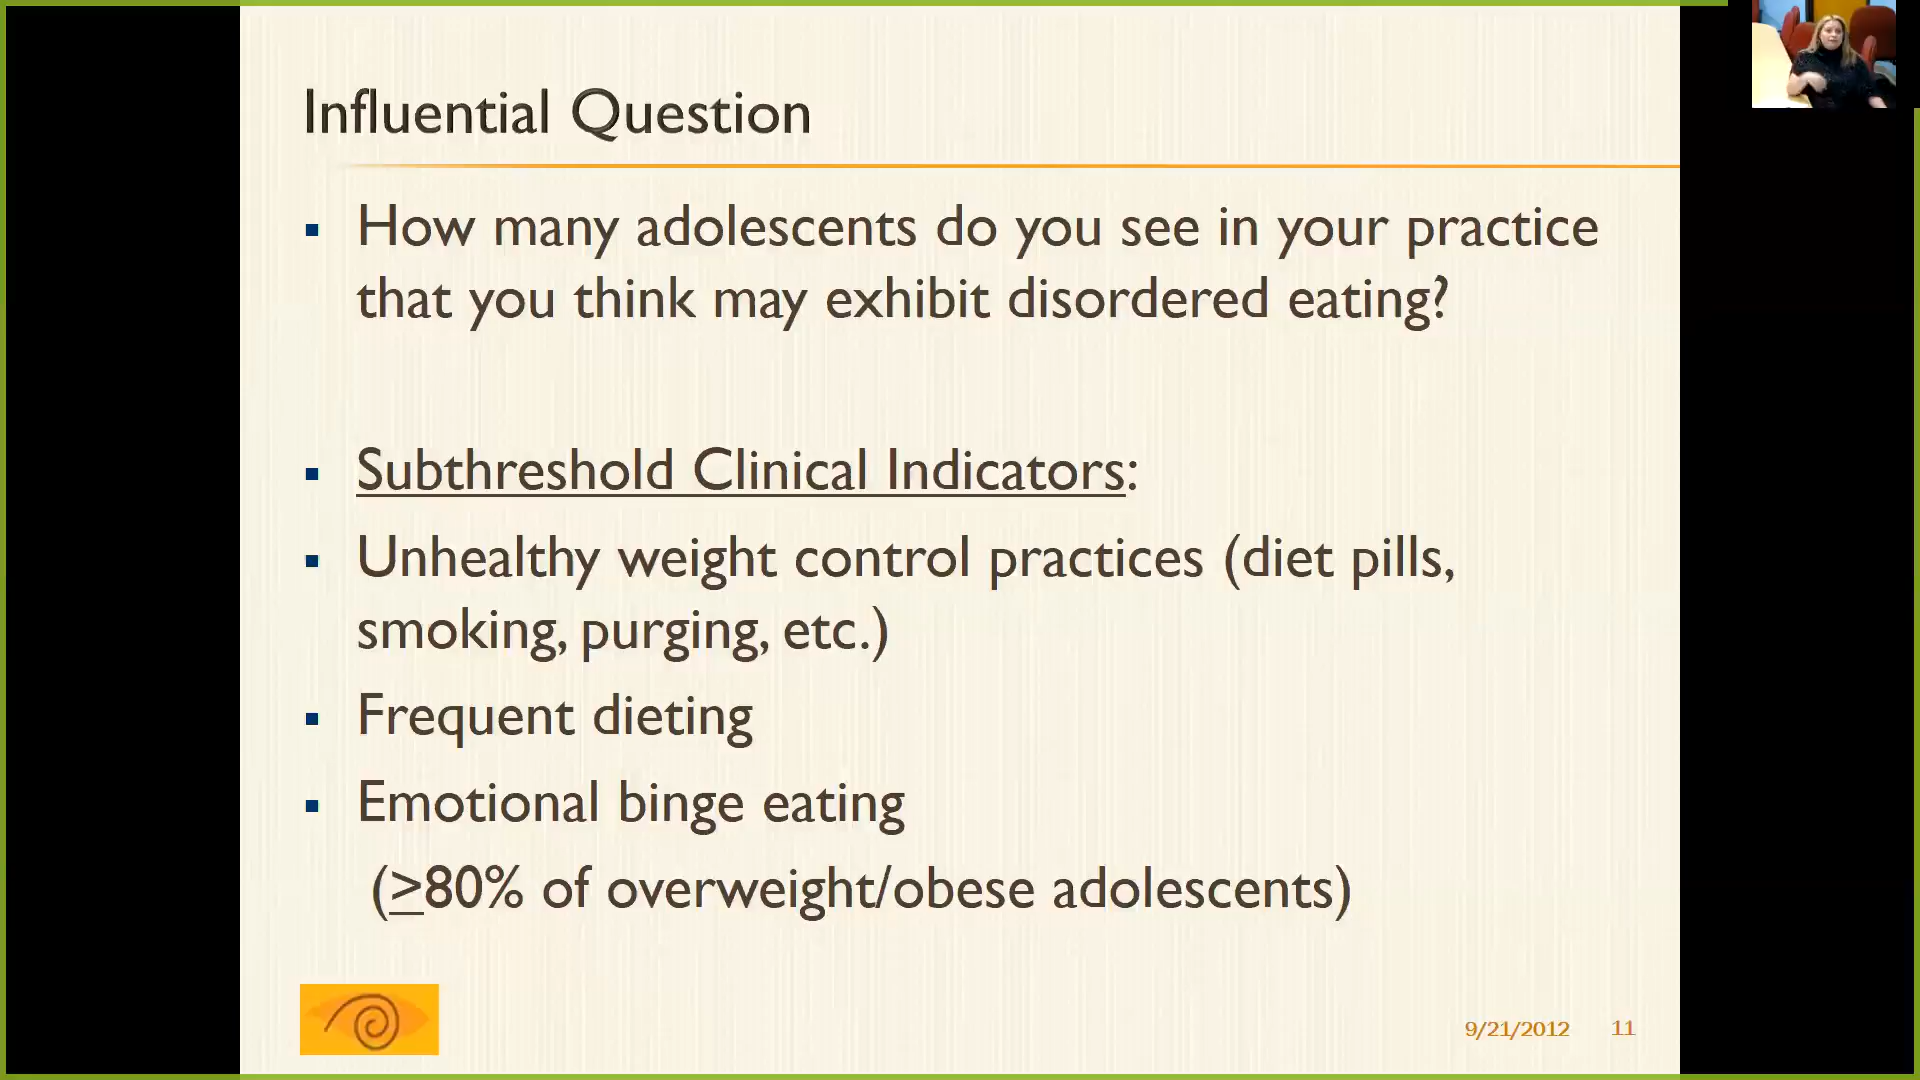 Influential Question
▪ How many adolescents do you see in your practice
that you think may exhibit disordered eating?
▪ Subthreshold Clinical Indicators:
▪ Unhealthy weight control practices (diet pills,
smoking, purging, etc.)
▪ Frequent dieting
▪ Emotional binge eating
(>80% of overweight/obese adolescents)
9/21/2012 11